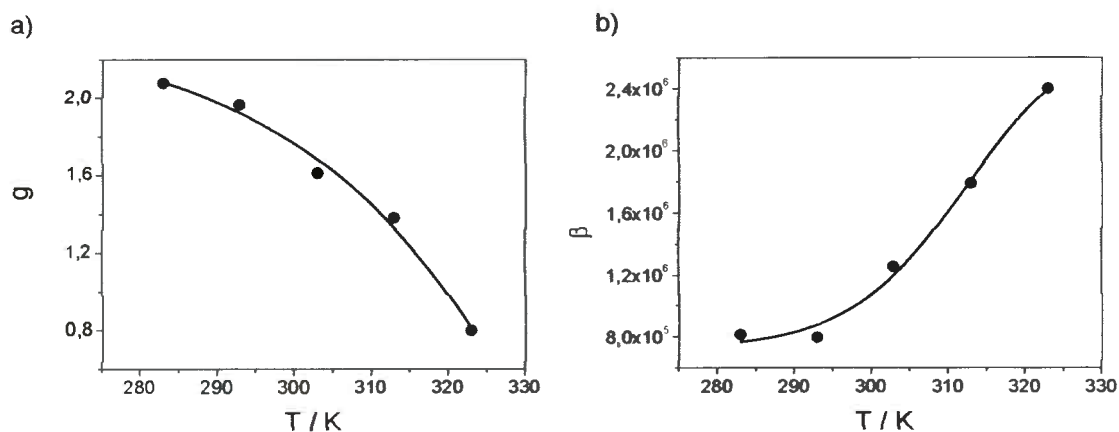 a)
2,0
1,6
1,2
0,8
g
280 290 300 310 320 330
T / K
b)
2,4x10⁶
2,0x10⁶
1,6x10⁶
1,2x10⁶
8,0x10⁵
β
280 290 300 310 320 330
T / K